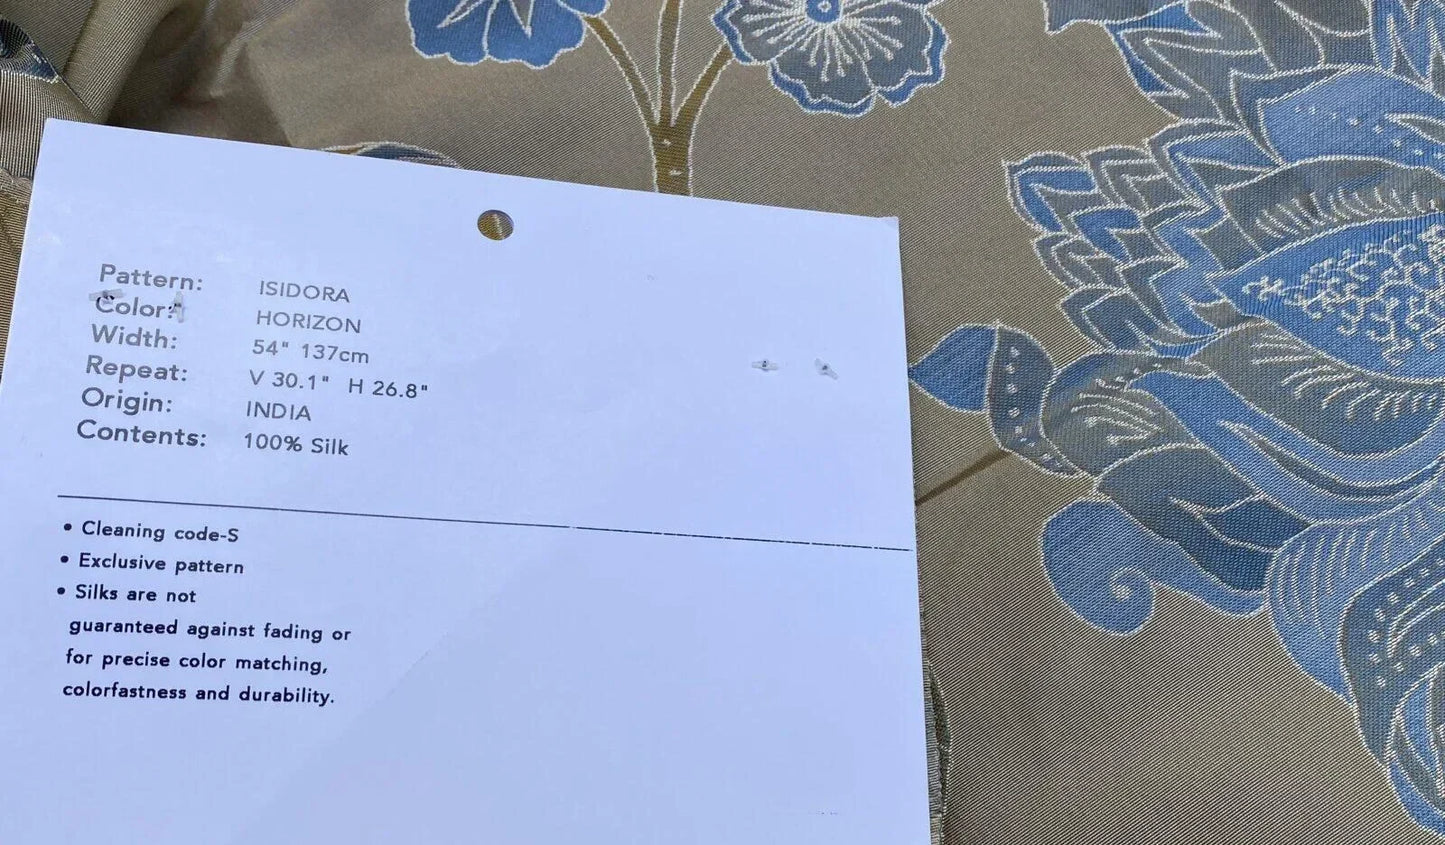 Pattern: ISIDORA
Color: HORIZON
Width: 54" 137cm
Repeat: V 30.1" H 26.8"
Origin: INDIA
Contents: 100% Silk
• Cleaning code-S
• Exclusive pattern
• Silks are not
guaranteed against fading or
for precise color matching,
colorfastness and durability.